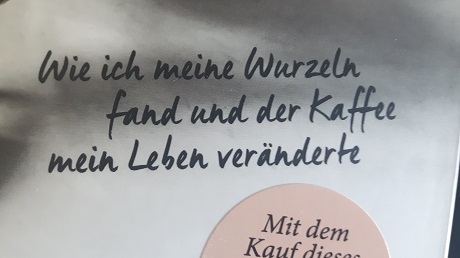 Wie ich meine Wurzeln
fand und der Kaffee
mein Leben veränderte
Mit dem
Kauf dieses